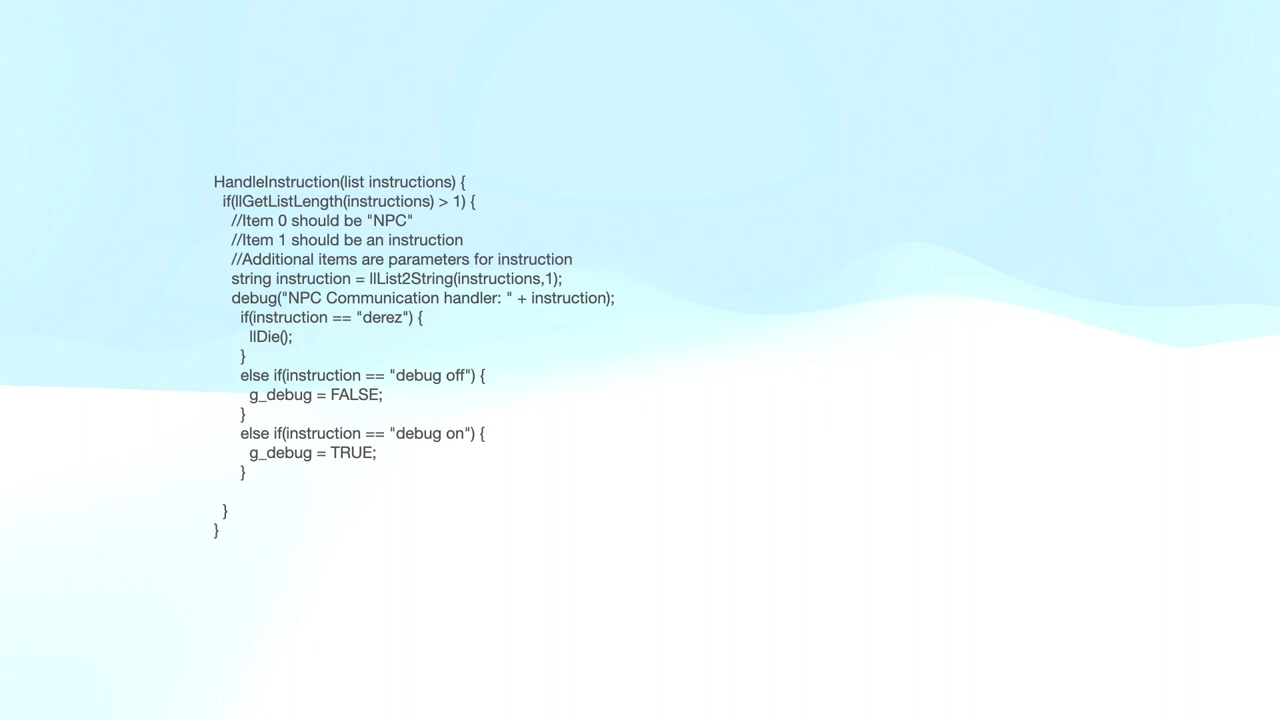 HandleInstruction(list instructions) {
if(llGetListLength(instructions) > 1) {
//Item 0 should be "NPC"
//Item 1 should be an instruction
//Additional items are parameters for instruction
string instruction = llList2String(instructions,1);
debug("NPC Communication handler: " + instruction);
if(instruction == "derez") {
llDie();
}
else if(instruction == "debug off") {
g_debug = FALSE;
}
else if(instruction == "debug on") {
g_debug = TRUE;
}
}
}